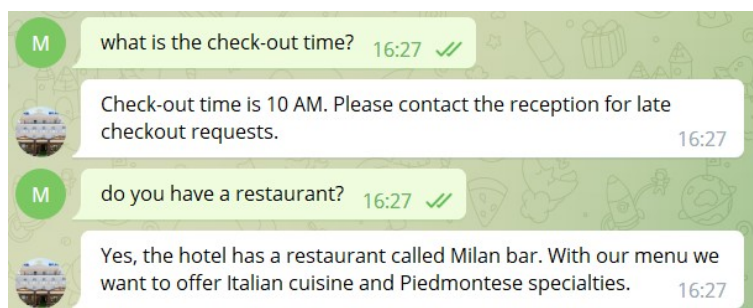 M
what is the check-out time? 16:27
Check-out time is 10 AM. Please contact the reception for late
checkout requests.
16:27
M
do you have a restaurant? 16:27
Yes, the hotel has a restaurant called Milan bar. With our menu we
want to offer Italian cuisine and Piedmontese specialties.
16:27